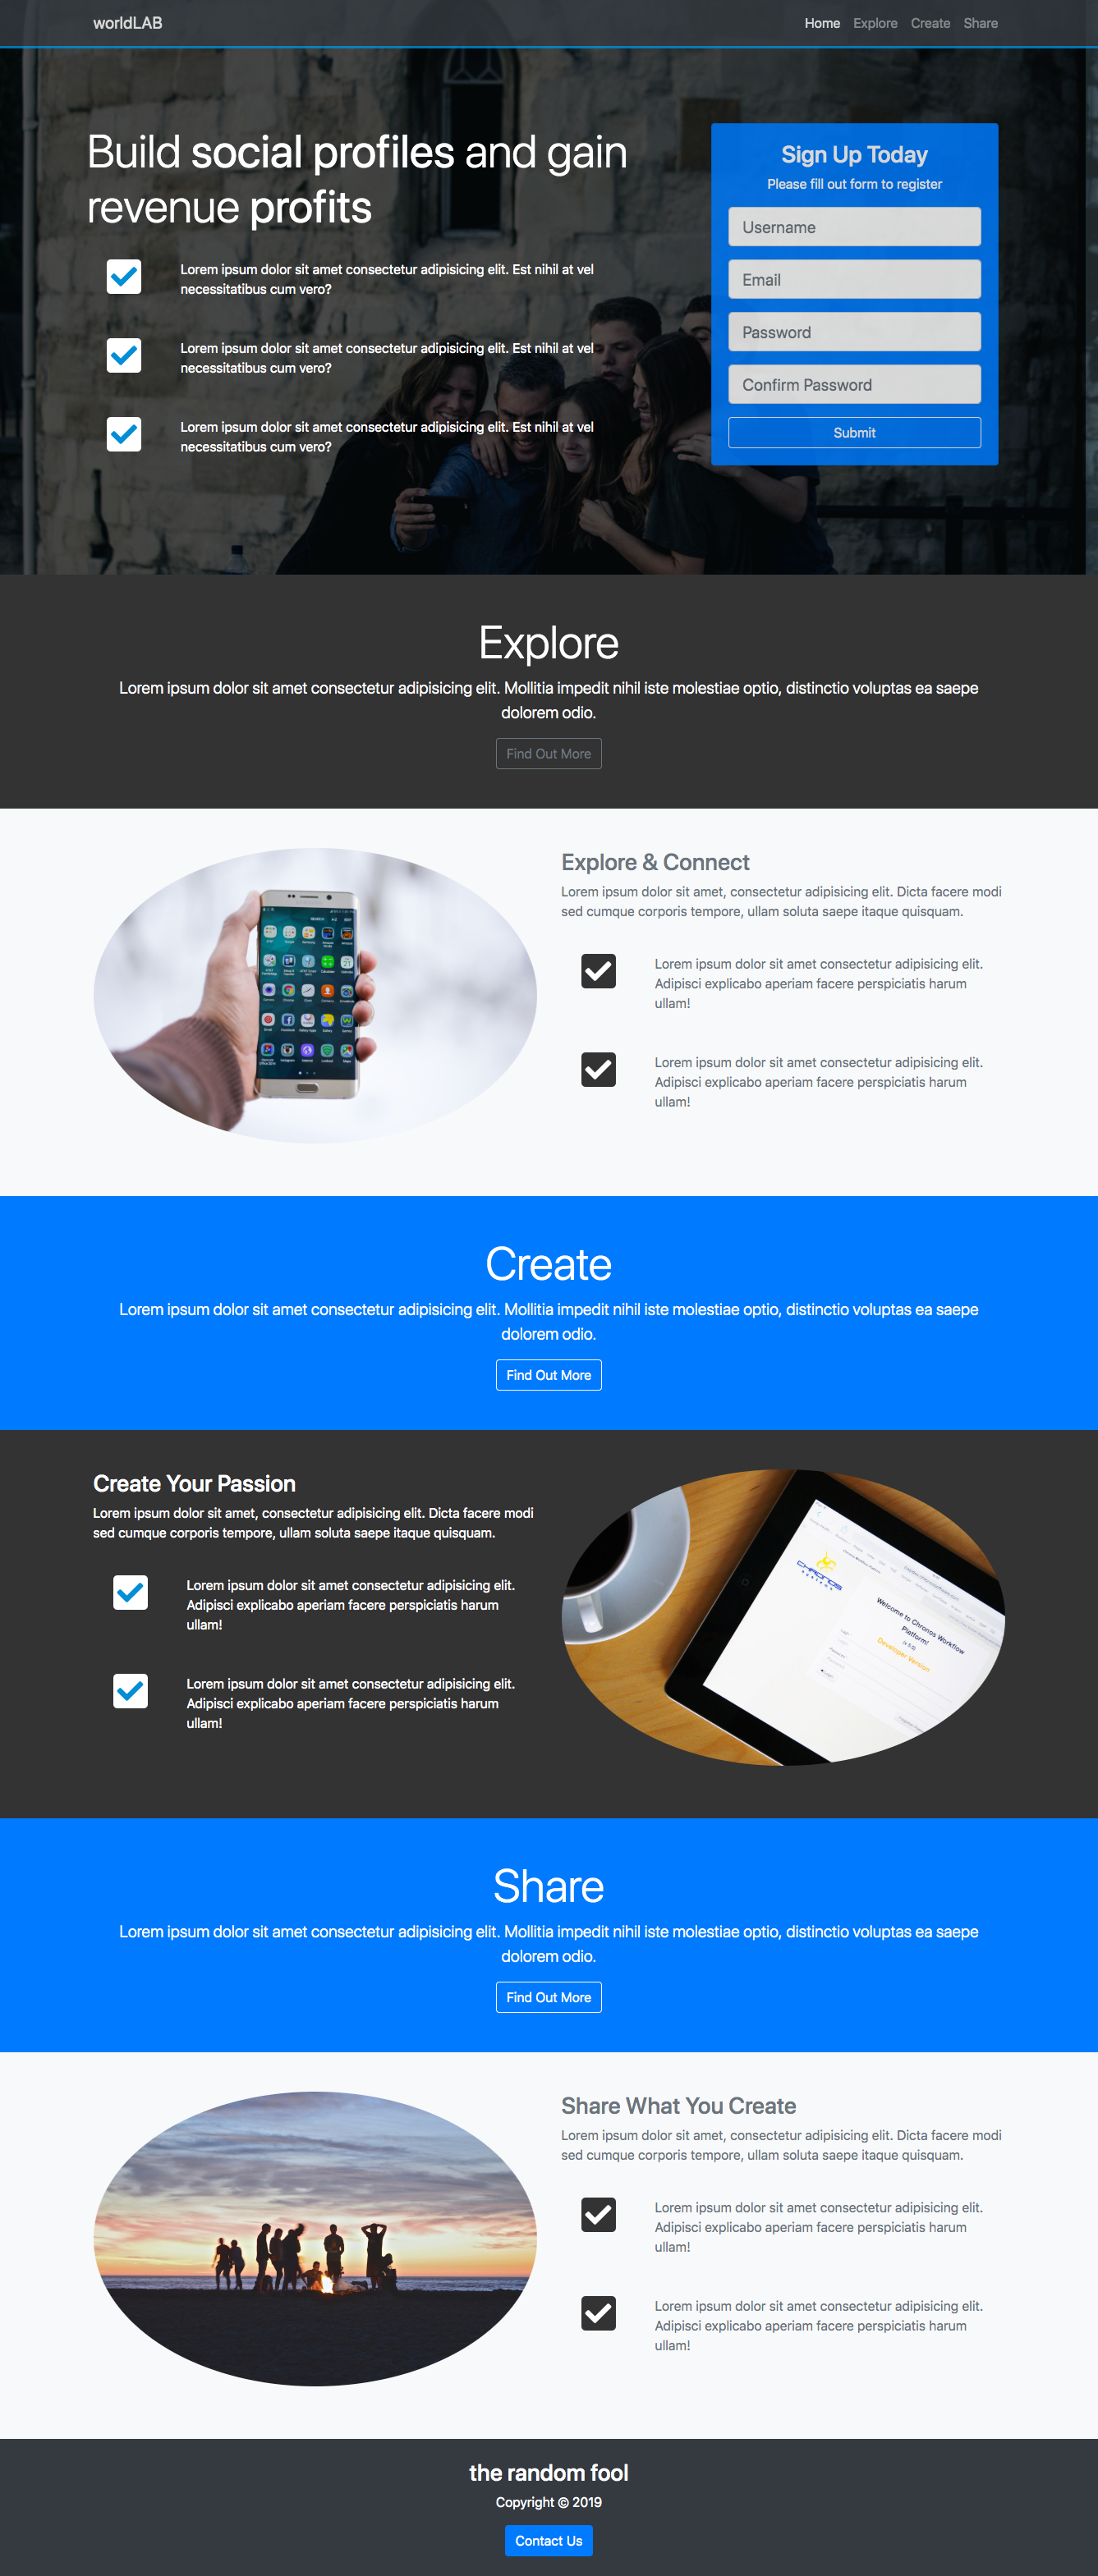 worldLAB
Home Explore Create Share
Build social profiles and gain
revenue profits
Lorem ipsum dolor sit amet consectetur adipisicing elit. Est nihil at vel
necessitatibus cum vero?
Lorem ipsum dolor sit amet consectetur adipisicing elit. Est nihil at vel
necessitatibus cum vero?
Lorem ipsum dolor sit amet consectetur adipisicing elit. Est nihil at vel
necessitatibus cum vero?
Sign Up Today
Please fill out form to register
Username
Email
Password
Confirm Password
Submit
Explore
Lorem ipsum dolor sit amet consectetur adipisicing elit. Mollitia impedit nihil iste molestiae optio, distinctio voluptas ea saepe
dolorem odio.
Find Out More
Explore & Connect
Lorem ipsum dolor sit amet, consectetur adipisicing elit. Dicta facere modi
sed cumque corporis tempore, ullam soluta saepe itaque quisquam.
Lorem ipsum dolor sit amet consectetur adipisicing elit.
Adipisci explicabo aperiam facere perspiciatis harum
ullam!
Lorem ipsum dolor sit amet consectetur adipisicing elit.
Adipisci explicabo aperiam facere perspiciatis harum
ullam!
Create
Lorem ipsum dolor sit amet consectetur adipisicing elit. Mollitia impedit nihil iste molestiae optio, distinctio voluptas ea saepe
dolorem odio.
Find Out More
Create Your Passion
Lorem ipsum dolor sit amet, consectetur adipisicing elit. Dicta facere modi
sed cumque corporis tempore, ullam soluta saepe itaque quisquam.
Lorem ipsum dolor sit amet consectetur adipisicing elit.
Adipisci explicabo aperiam facere perspiciatis harum
ullam!
Lorem ipsum dolor sit amet consectetur adipisicing elit.
Adipisci explicabo aperiam facere perspiciatis harum
ullam!
CHRONOS
Welcome to Chronos Workflow
Platform!
Developer Version
Share
Lorem ipsum dolor sit amet consectetur adipisicing elit. Mollitia impedit nihil iste molestiae optio, distinctio voluptas ea saepe
dolorem odio.
Find Out More
Share What You Create
Lorem ipsum dolor sit amet, consectetur adipisicing elit. Dicta facere modi
sed cumque corporis tempore, ullam soluta saepe itaque quisquam.
Lorem ipsum dolor sit amet consectetur adipisicing elit.
Adipisci explicabo aperiam facere perspiciatis harum
ullam!
Lorem ipsum dolor sit amet consectetur adipisicing elit.
Adipisci explicabo aperiam facere perspiciatis harum
ullam!
the random fool
Copyright © 2019
Contact Us